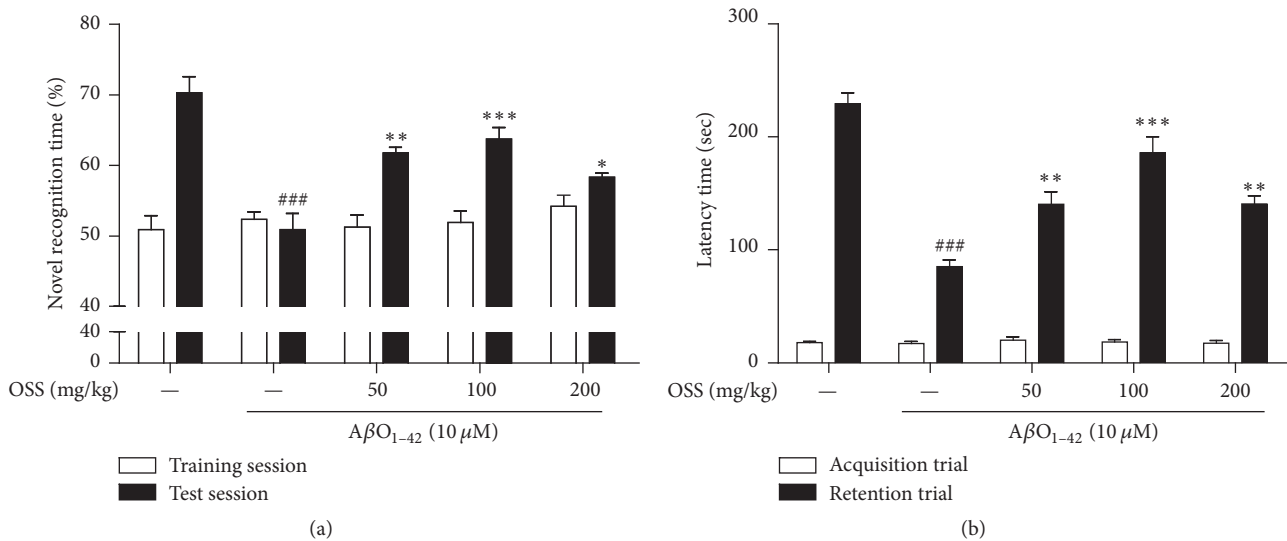 80
70
60
50
40
40
0
Novel recognition time (%)
###
**
***
*
OSS (mg/kg) — — 50 100 200
AβO1–42 (10 μM)
Training session
Test session
(a)
300
200
100
0
Latency time (sec)
###
**
***
**
OSS (mg/kg) — — 50 100 200
AβO1–42 (10 μM)
Acquisition trial
Retention trial
(b)